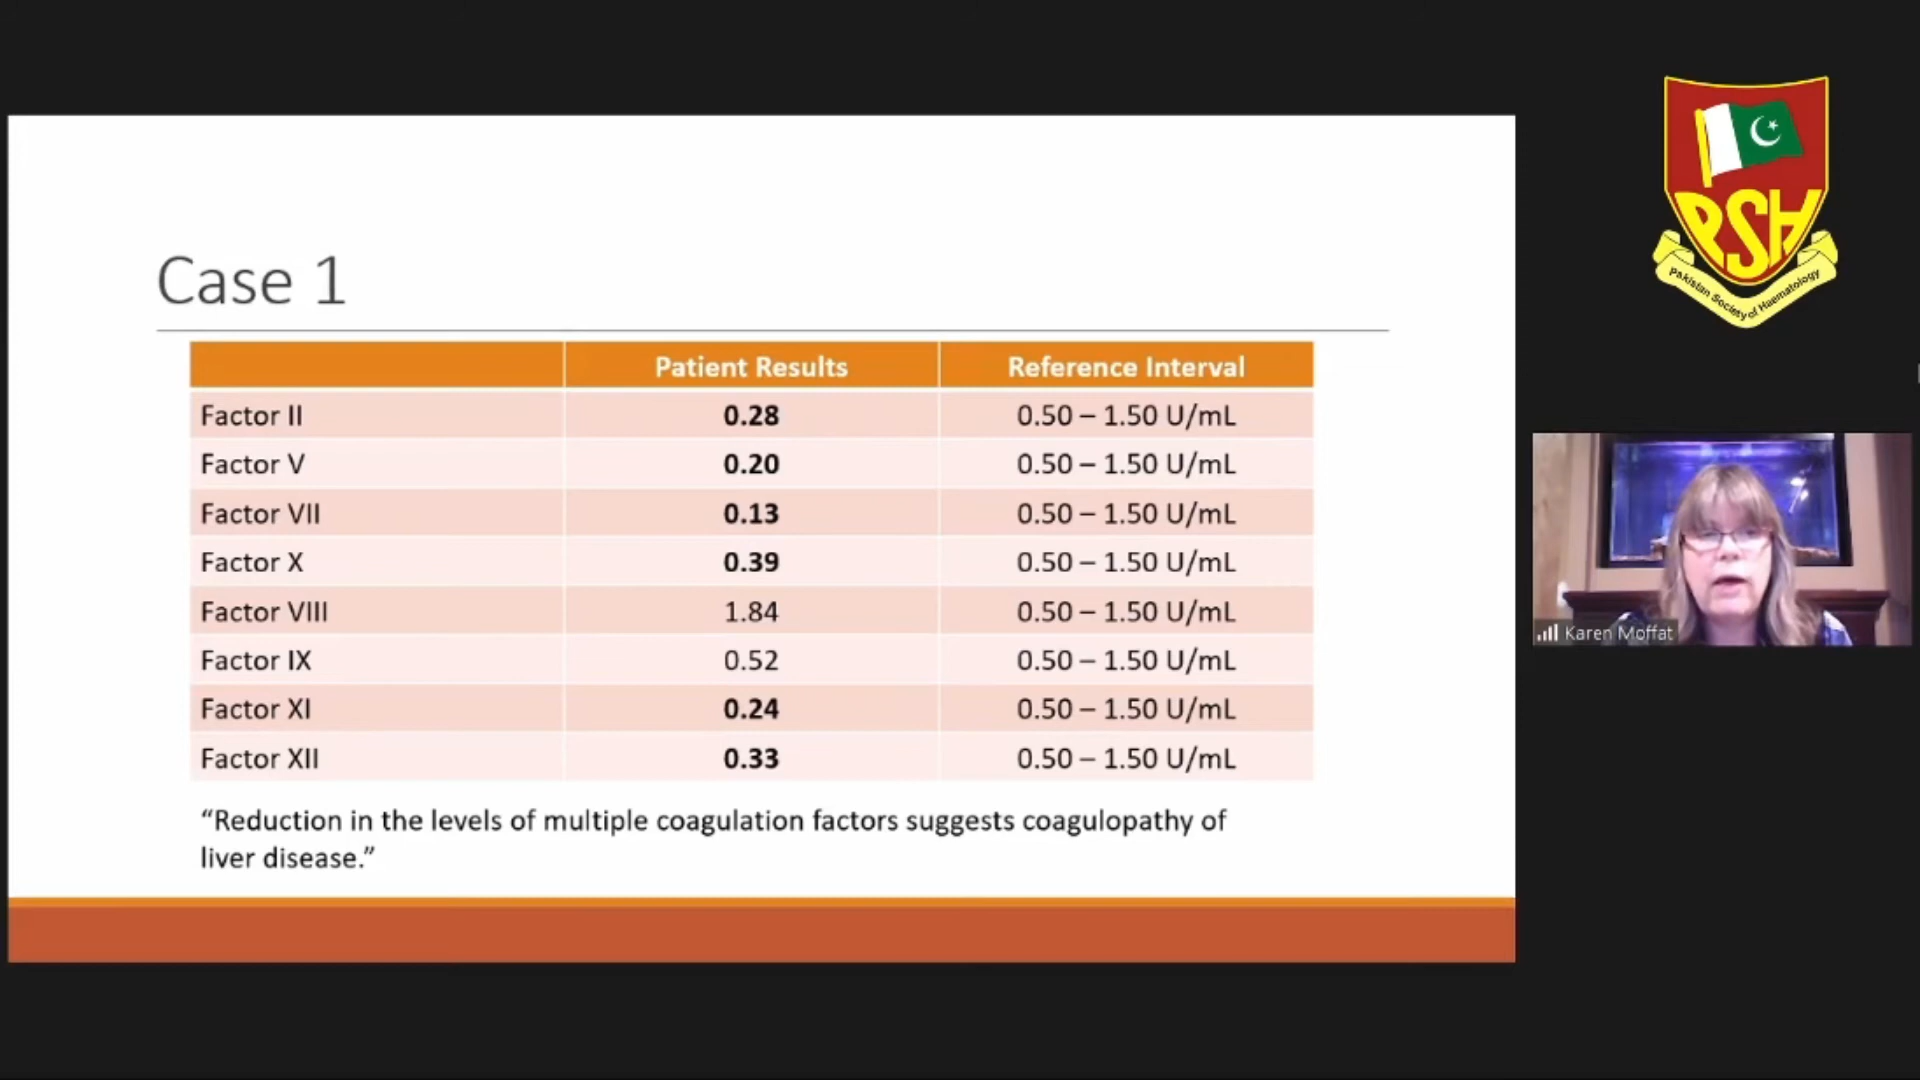 Case 1
Patient Results Reference Interval
Factor II 0.28 0.50 – 1.50 U/mL
Factor V 0.20 0.50 – 1.50 U/mL
Factor VII 0.13 0.50 – 1.50 U/mL
Factor X 0.39 0.50 – 1.50 U/mL
Factor VIII 1.84 0.50 – 1.50 U/mL
Factor IX 0.52 0.50 – 1.50 U/mL
Factor XI 0.24 0.50 – 1.50 U/mL
Factor XII 0.33 0.50 – 1.50 U/mL
“Reduction in the levels of multiple coagulation factors suggests coagulopathy of
liver disease.”
PSH
Pakistan Society of Haematology
Karen Moffat